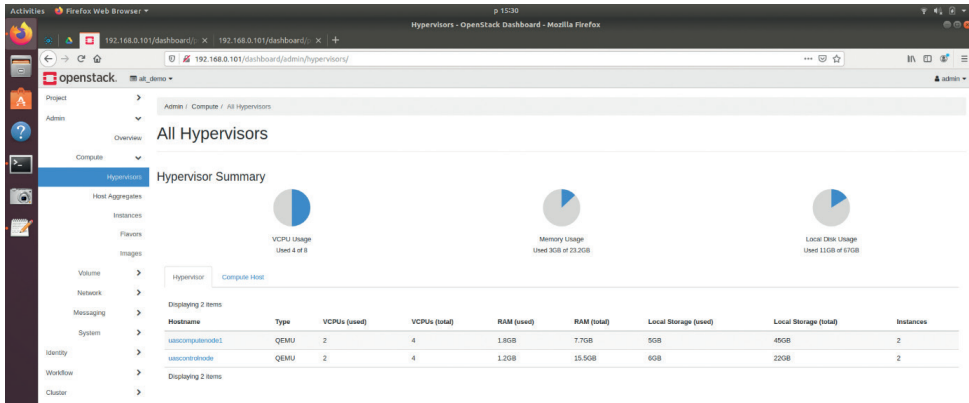 Activities Firefox Web Browser
р 15:30
Hypervisors - OpenStack Dashboard - Mozilla Firefox
192.168.0.101/dashboard/ × 192.168.0.101/dashboard/ × +
192.168.0.101/dashboard/admin/hypervisors/
openstack. alt_demo admin
Project
Admin
Overview
Compute
Hypervisors
Host Aggregates
Instances
Flavors
Images
Volume
Network
Messaging
System
Identity
Workflow
Cluster
Admin / Compute / All Hypervisors
All Hypervisors
Hypervisor Summary
VCPU Usage
Used 4 of 8
Memory Usage
Used 3GB of 23.2GB
Local Disk Usage
Used 11GB of 67GB
Hypervisor Compute Host
Displaying 2 items
Hostname Type VCPUs (used) VCPUs (total) RAM (used) RAM (total) Local Storage (used) Local Storage (total) Instances
uascomputenode1 QEMU 2 4 1.8GB 7.7GB 5GB 45GB 2
uascontrolnode QEMU 2 4 1.2GB 15.5GB 6GB 22GB 2
Displaying 2 items